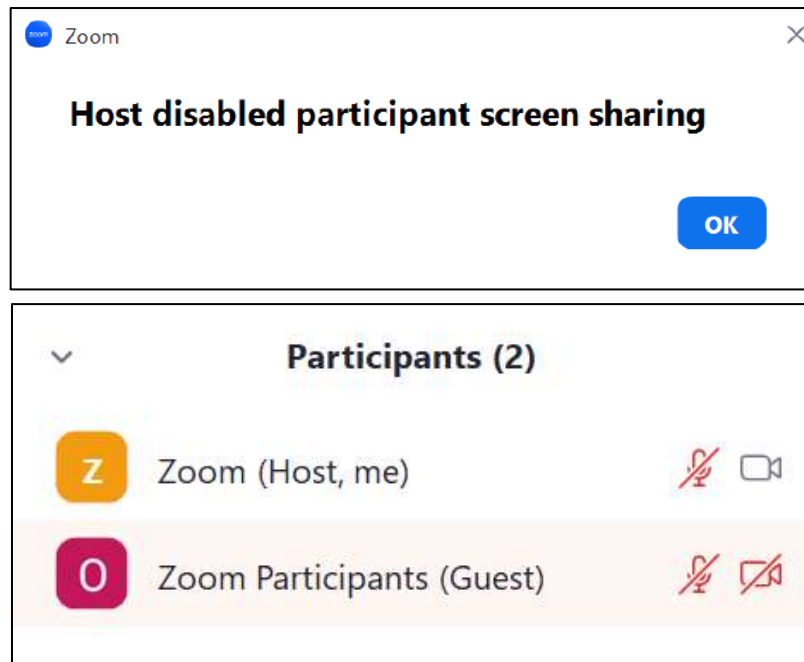 zoom Zoom
Host disabled participant screen sharing
OK
Participants (2)
Z Zoom (Host, me)
O Zoom Participants (Guest)